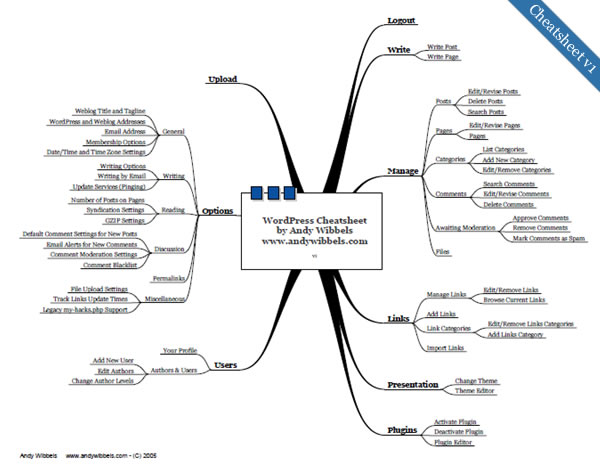 Cheatsheet v1
WordPress Cheatsheet
by Andy Wibbels
www.andywibbels.com
v1
Logout
Write
Write Post
Write Page
Manage
Posts
Edit/Revise Posts
Delete Posts
Search Posts
Pages
Edit/Revise Pages
Pages
Categories
List Categories
Add New Category
Edit/Remove Categories
Comments
Search Comments
Edit/Revise Comments
Delete Comments
Awaiting Moderation
Approve Comments
Remove Comments
Mark Comments as Spam
Files
Links
Manage Links
Edit/Remove Links
Browse Current Links
Add Links
Link Categories
Edit/Remove Links Categories
Add Links Category
Import Links
Presentation
Change Theme
Theme Editor
Plugins
Activate Plugin
Deactivate Plugin
Plugin Editor
Upload
Options
General
Weblog Title and Tagline
WordPress and Weblog Addresses
Email Address
Membership Options
Date/Time and Time Zone Settings
Writing
Writing Options
Writing by Email
Update Services (Pinging)
Reading
Number of Posts on Pages
Syndication Settings
GZIP Settings
Discussion
Default Comment Settings for New Posts
Email Alerts for New Comments
Comment Moderation Settings
Comment Blacklist
Permalinks
Miscellaneous
File Upload Settings
Track Links Update Times
Legacy my-hacks.php Support
Users
Your Profile
Authors & Users
Add New User
Edit Authors
Change Author Levels
Andy Wibbels www.andywibbels.com - (C) 2005